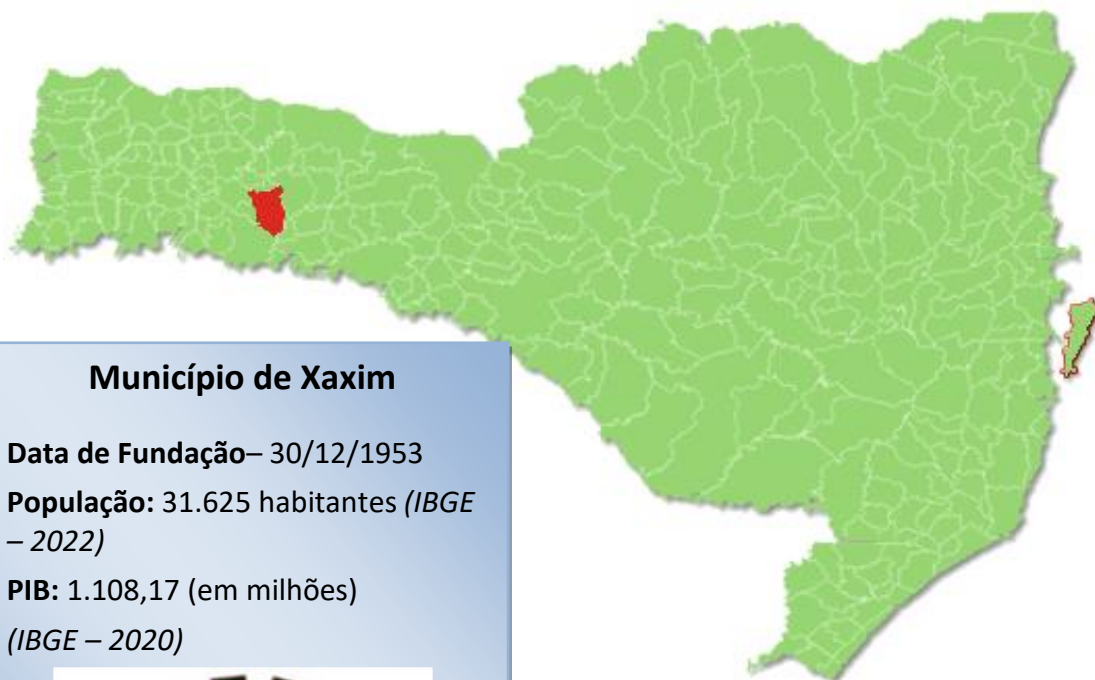 Município de Xaxim
Data de Fundação– 30/12/1953
População: 31.625 habitantes (IBGE
– 2022)
PIB: 1.108,17 (em milhões)
(IBGE – 2020)